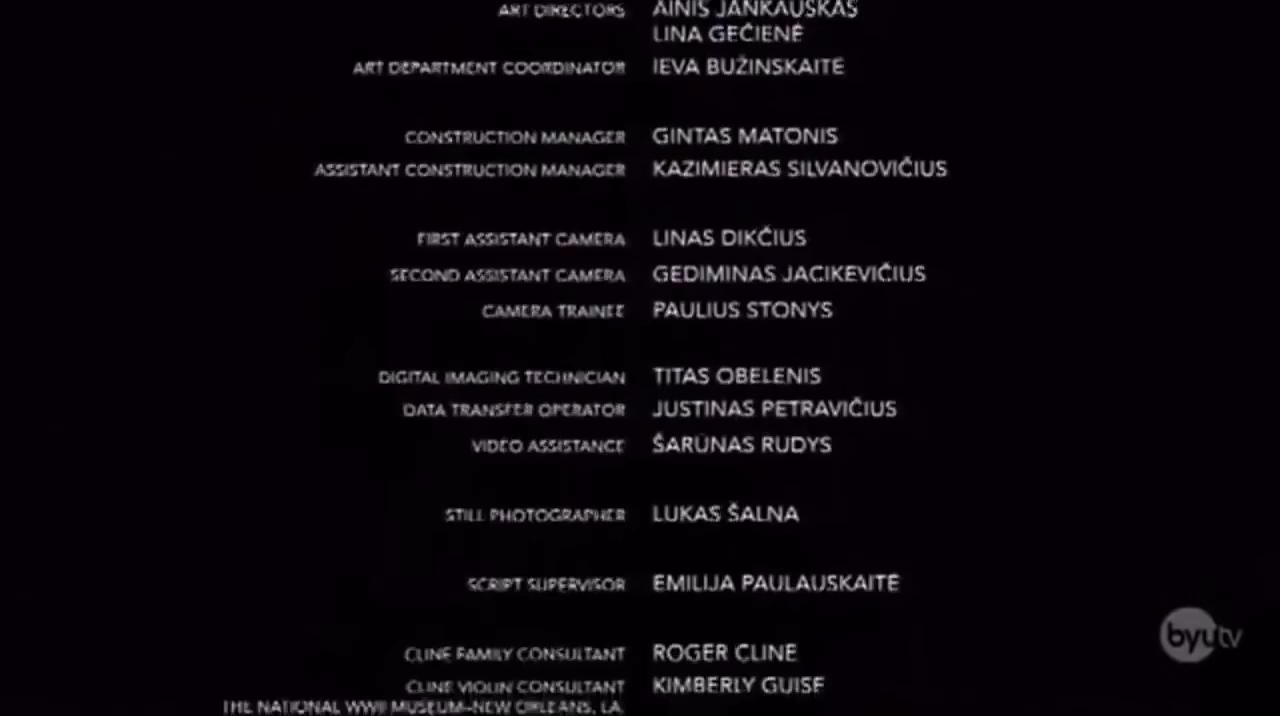 ART DIRECTORS AINIS JANKAUSKAS
LINA GEČIENĖ
ART DEPARTMENT COORDINATOR IEVA BUŽINSKAITĖ
CONSTRUCTION MANAGER GINTAS MATONIS
ASSISTANT CONSTRUCTION MANAGER KAZIMIERAS SILVANOVIČIUS
FIRST ASSISTANT CAMERA LINAS DIKČIUS
SECOND ASSISTANT CAMERA GEDIMINAS JACIKEVIČIUS
CAMERA TRAINEE PAULIUS STONYS
DIGITAL IMAGING TECHNICIAN TITAS OBELENIS
DATA TRANSFER OPERATOR JUSTINAS PETRAVIČIUS
VIDEO ASSISTANCE ŠARŪNAS RUDYS
STILL PHOTOGRAPHER LUKAS ŠALNA
SCRIPT SUPERVISOR EMILIJA PAULAUSKAITĖ
CLINE FAMILY CONSULTANT ROGER CLINE
CLINE VIOLIN CONSULTANT KIMBERLY GUISE
THE NATIONAL WWII MUSEUM–NEW ORLEANS, LA
byutv